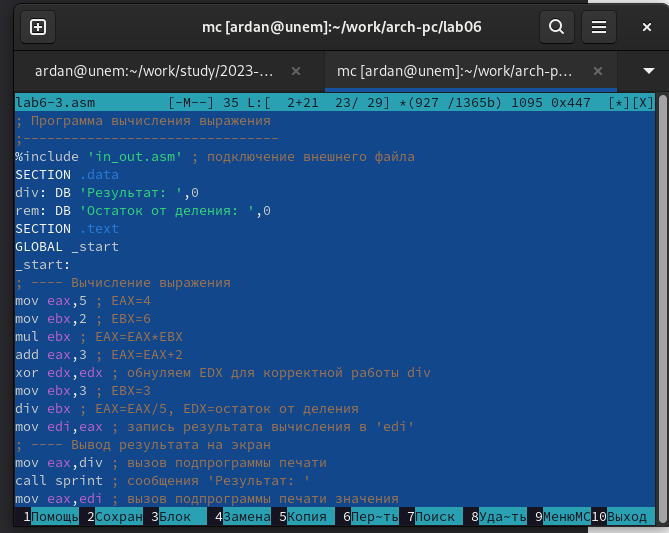 mc [ardan@unem]:~/work/arch-pc/lab06
ardan@unem:~/work/study/2023-...
mc [ardan@unem]:~/work/arch-p...
lab6-3.asm [-M--] 35 L:[ 2+21 23/ 29] *(927 /1365b) 1095 0x447 [*][X]
; Программа вычисления выражения
;--------------------------------
%include 'in_out.asm' ; подключение внешнего файла
SECTION .data
div: DB 'Результат: ',0
rem: DB 'Остаток от деления: ',0
SECTION .text
GLOBAL _start
_start:
; ---- Вычисление выражения
mov eax,5 ; EAX=4
mov ebx,2 ; EBX=6
mul ebx ; EAX=EAX*EBX
add eax,3 ; EAX=EAX+2
xor edx,edx ; обнуляем EDX для корректной работы div
mov ebx,3 ; EBX=3
div ebx ; EAX=EAX/5, EDX=остаток от деления
mov edi,eax ; запись результата вычисления в 'edi'
; ---- Вывод результата на экран
mov eax,div ; вызов подпрограммы печати
call sprint ; сообщения 'Результат: '
mov eax,edi ; вызов подпрограммы печати значения
1Помощь 2Сохран 3Блок 4Замена 5Копия 6Пер~ть 7Поиск 8Уда~ть 9МенюMC 10Выход